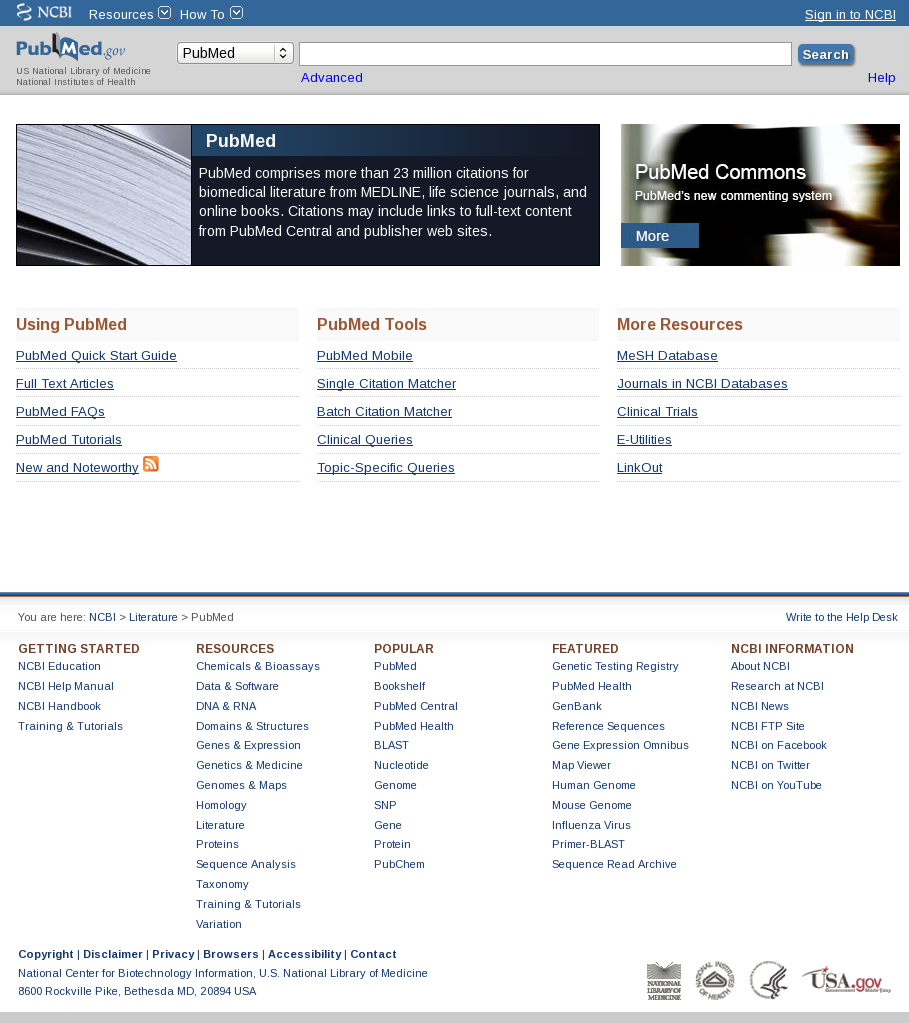 NCBI Resources How To Sign in to NCBI
PubMed.gov
US National Library of Medicine
National Institutes of Health
PubMed
Search
Advanced
Help
PubMed
PubMed comprises more than 23 million citations for
biomedical literature from MEDLINE, life science journals, and
online books. Citations may include links to full-text content
from PubMed Central and publisher web sites.
PubMed Commons
PubMed's new commenting system
More
Using PubMed
PubMed Quick Start Guide
Full Text Articles
PubMed FAQs
PubMed Tutorials
New and Noteworthy
PubMed Tools
PubMed Mobile
Single Citation Matcher
Batch Citation Matcher
Clinical Queries
Topic-Specific Queries
More Resources
MeSH Database
Journals in NCBI Databases
Clinical Trials
E-Utilities
LinkOut
You are here: NCBI > Literature > PubMed
Write to the Help Desk
GETTING STARTED
NCBI Education
NCBI Help Manual
NCBI Handbook
Training & Tutorials
RESOURCES
Chemicals & Bioassays
Data & Software
DNA & RNA
Domains & Structures
Genes & Expression
Genetics & Medicine
Genomes & Maps
Homology
Literature
Proteins
Sequence Analysis
Taxonomy
Training & Tutorials
Variation
POPULAR
PubMed
Bookshelf
PubMed Central
PubMed Health
BLAST
Nucleotide
Genome
SNP
Gene
Protein
PubChem
FEATURED
Genetic Testing Registry
PubMed Health
GenBank
Reference Sequences
Gene Expression Omnibus
Map Viewer
Human Genome
Mouse Genome
Influenza Virus
Primer-BLAST
Sequence Read Archive
NCBI INFORMATION
About NCBI
Research at NCBI
NCBI News
NCBI FTP Site
NCBI on Facebook
NCBI on Twitter
NCBI on YouTube
Copyright | Disclaimer | Privacy | Browsers | Accessibility | Contact
National Center for Biotechnology Information, U.S. National Library of Medicine
8600 Rockville Pike, Bethesda MD, 20894 USA
NATIONAL
LIBRARY OF
MEDICINE
NATIONAL INSTITUTES OF HEALTH
USA.gov
Government Made Easy